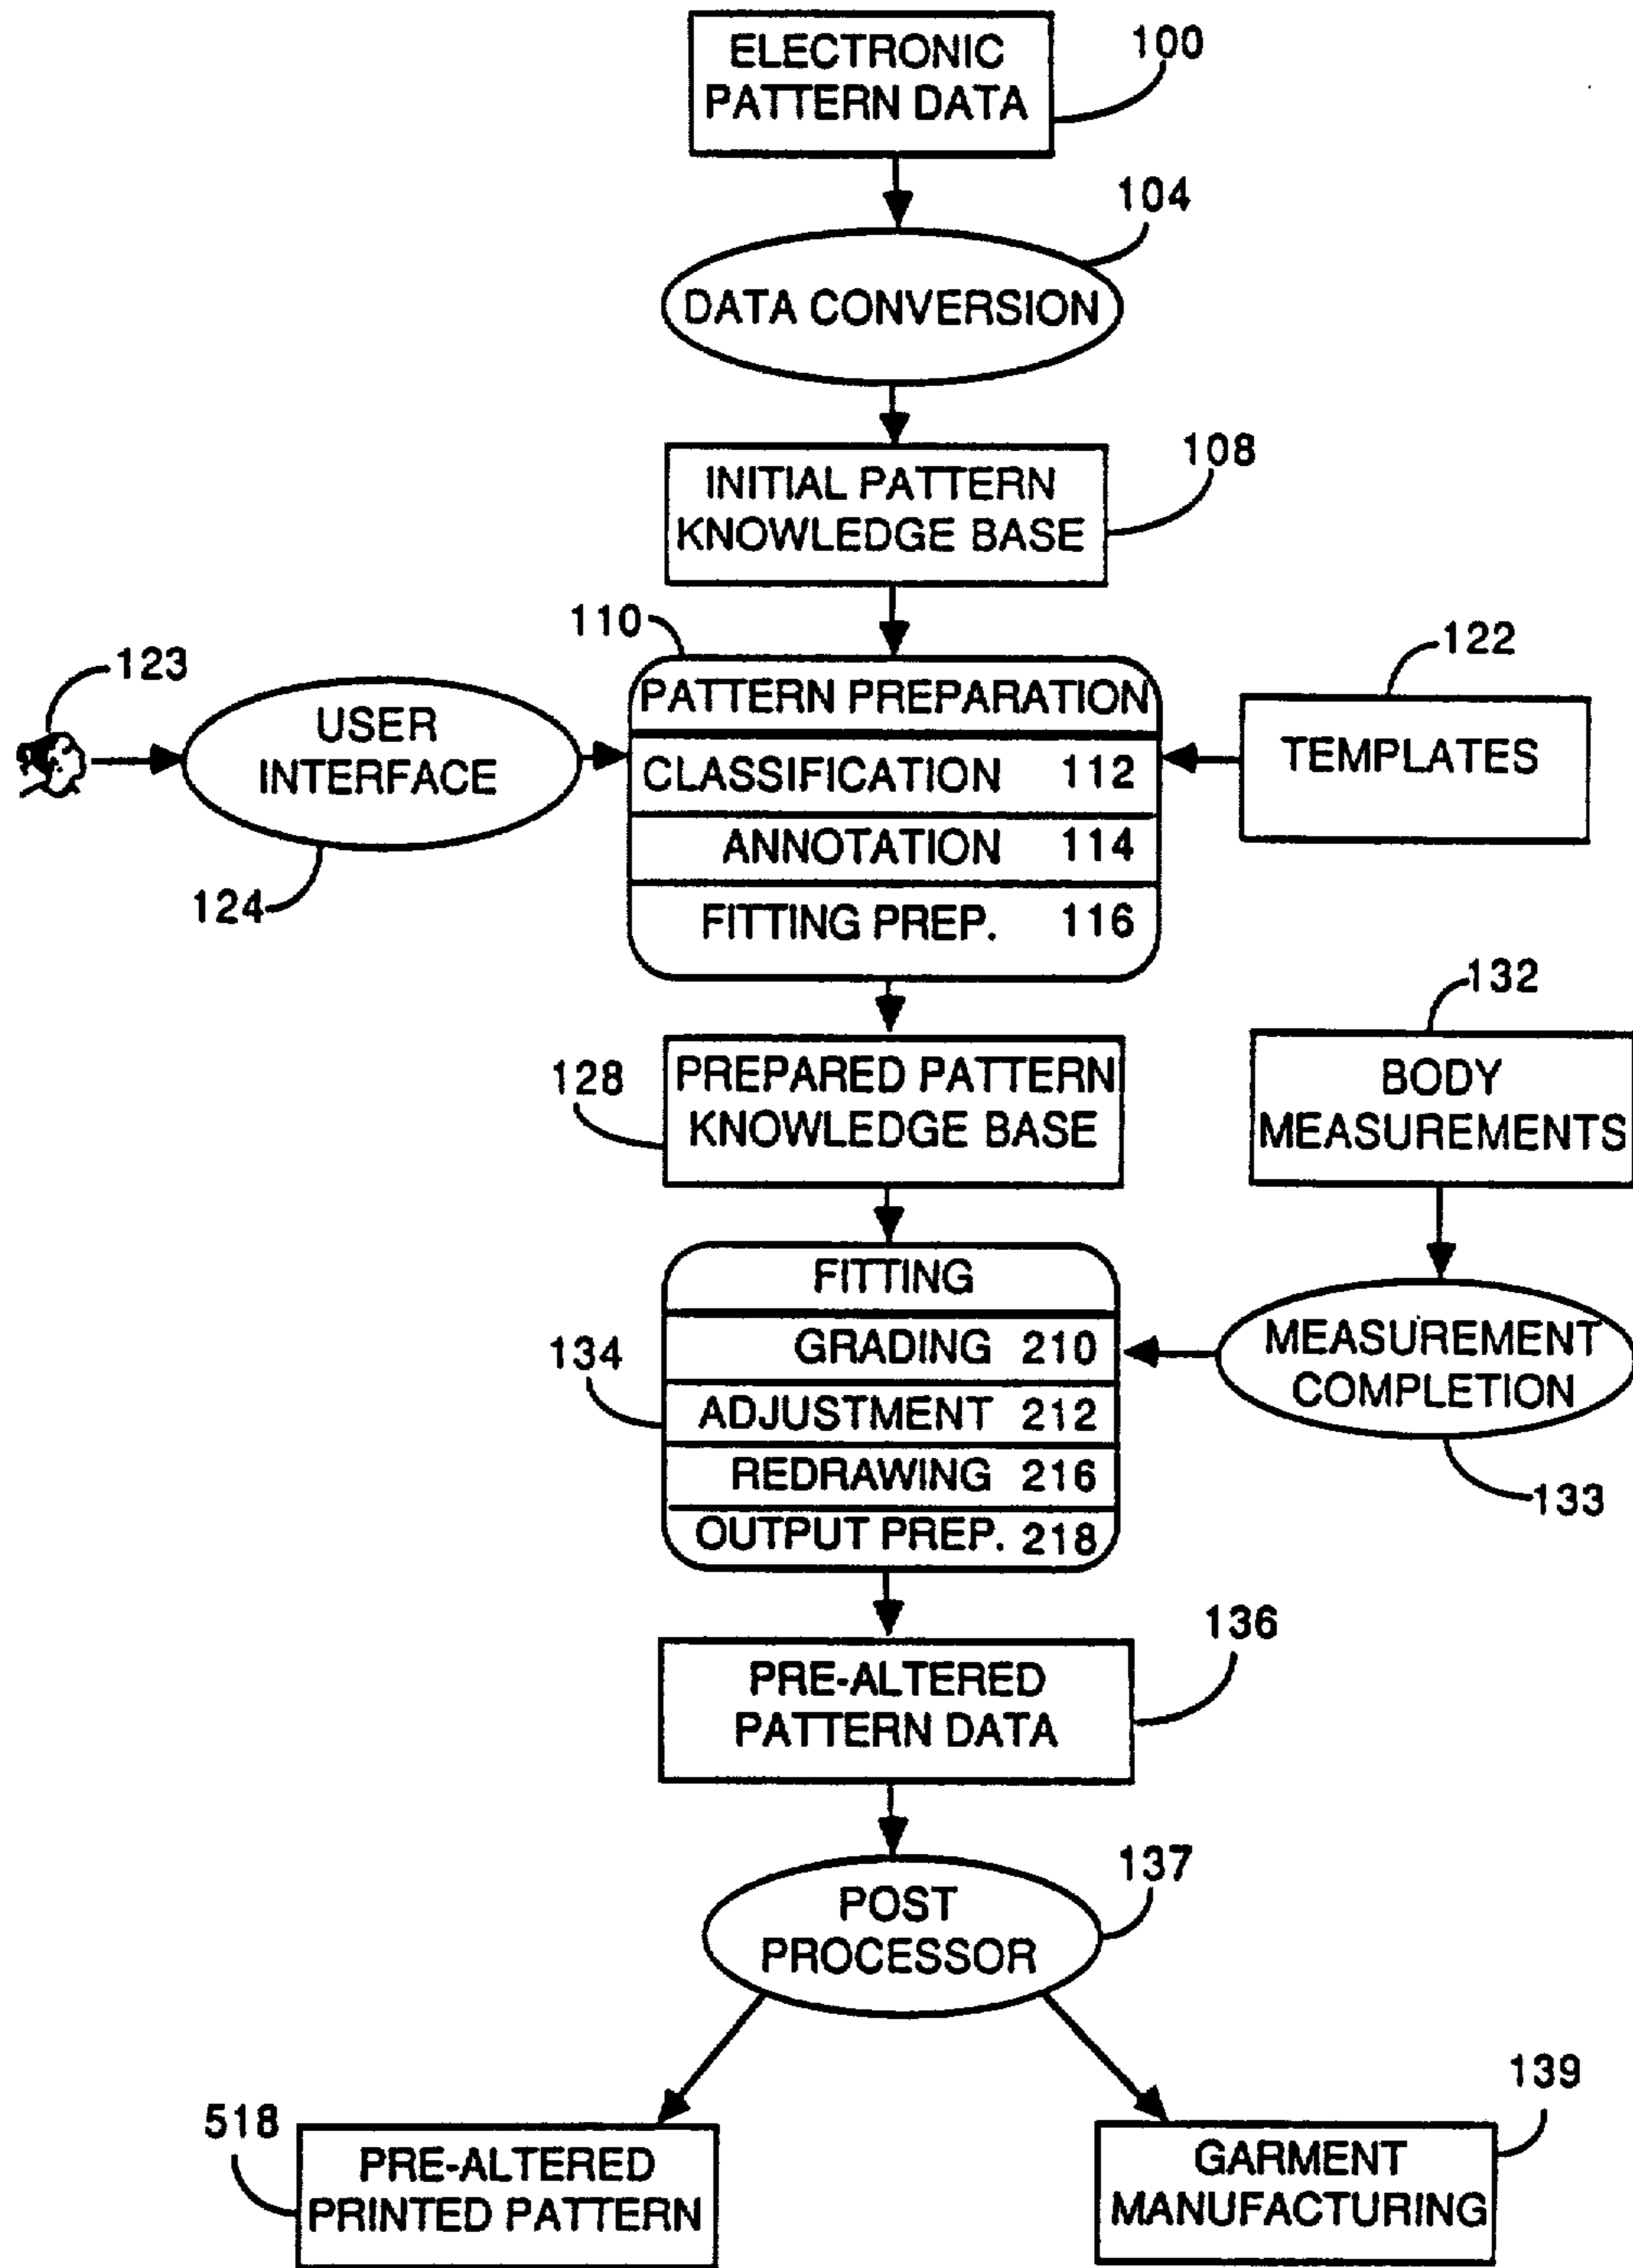 ELECTRONIC
PATTERN DATA
100
104
DATA CONVERSION
108
INITIAL PATTERN
KNOWLEDGE BASE
110
123
122
PATTERN PREPARATION
USER
INTERFACE
CLASSIFICATION 112
TEMPLATES
ANNOTATION 114
124
FITTING PREP. 116
132
128
PREPARED PATTERN
KNOWLEDGE BASE
BODY
MEASUREMENTS
FITTING
134
GRADING 210
MEASUREMENT
COMPLETION
ADJUSTMENT 212
REDRAWING 216
133
OUTPUT PREP. 218
136
PRE-ALTERED
PATTERN DATA
137
POST
PROCESSOR
518
139
PRE-ALTERED
PRINTED PATTERN
GARMENT
MANUFACTURING